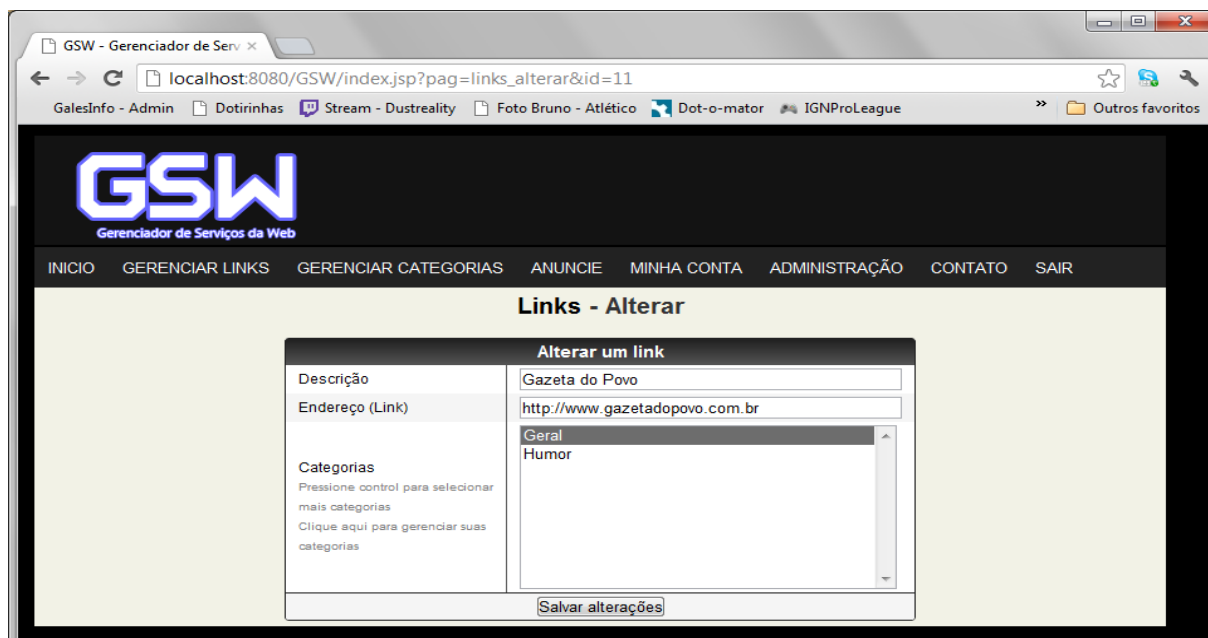 GSW - Gerenciador de Serv
localhost:8080/GSW/index.jsp?pag=links_alterar&id=11
GalesInfo - Admin Dotirinhas Stream - Dustreality Foto Bruno - Atlético Dot-o-mator IGNProLeague » Outros favoritos
GSW
Gerenciador de Serviços da Web
INICIO GERENCIAR LINKS GERENCIAR CATEGORIAS ANUNCIE MINHA CONTA ADMINISTRAÇÃO CONTATO SAIR
Links - Alterar
Alterar um link
Descrição Gazeta do Povo
Endereço (Link) http://www.gazetadopovo.com.br
Geral
Humor
Categorias
Pressione control para selecionar
mais categorias
Clique aqui para gerenciar suas
categorias
Salvar alterações